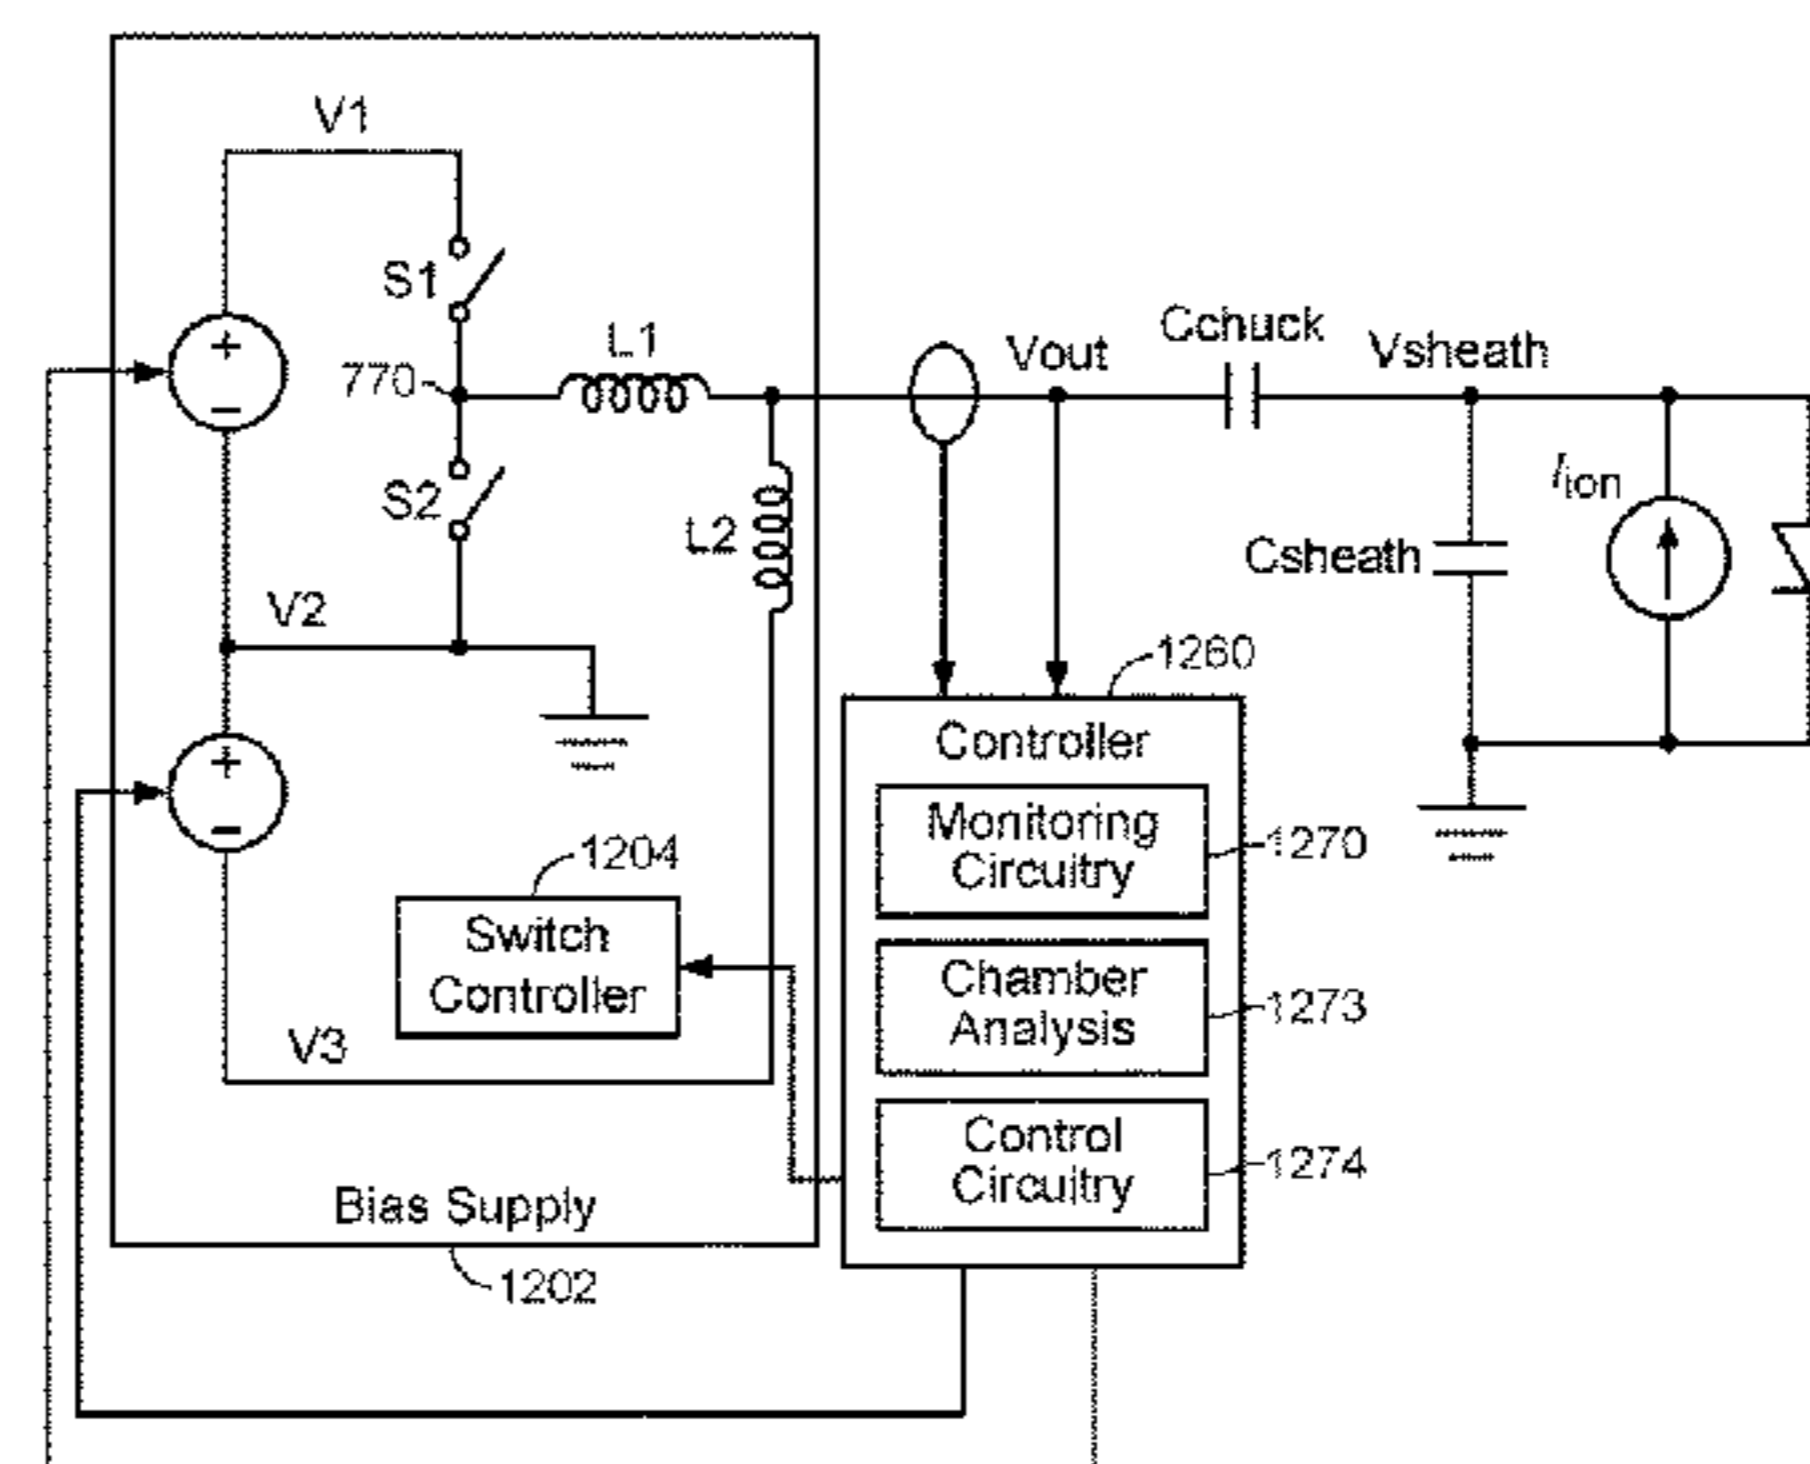 V1
S1
L1
770
Vout
Cchuck
Vsheath
S2
L2
Iion
Csheath
V2
1260
Controller
Monitoring
Circuitry
1270
1204
Switch
Controller
Chamber
Analysis
1273
V3
Control
Circuitry
1274
Bias Supply
1202